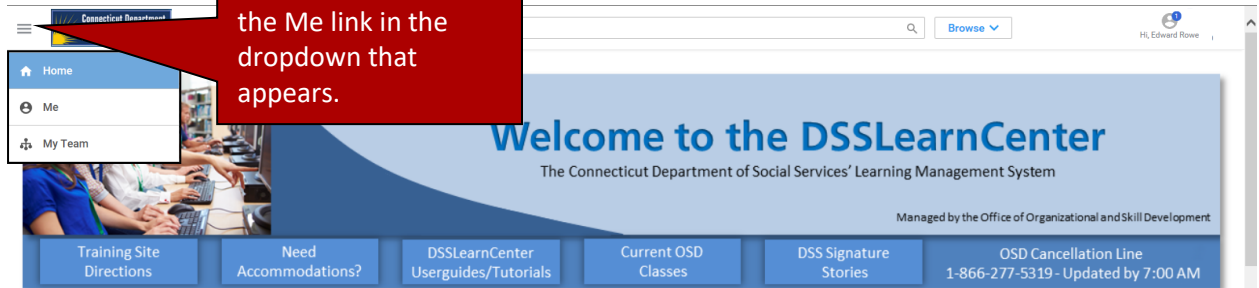 Connecticut Department
the Me link in the
dropdown that
appears.
Browse
1
Hi, Edward Rowe
Home
Me
My Team
Welcome to the DSSLearnCenter
The Connecticut Department of Social Services' Learning Management System
Managed by the Office of Organizational and Skill Development
Training Site
Directions
Need
Accommodations?
DSSLearnCenter
Userguides/Tutorials
Current OSD
Classes
DSS Signature
Stories
OSD Cancellation Line
1-866-277-5319 - Updated by 7:00 AM